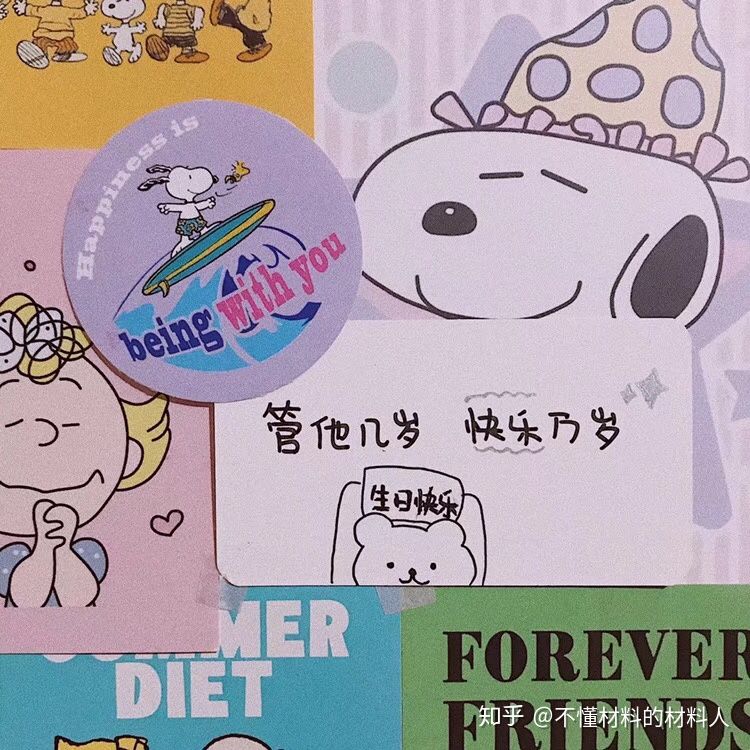 Happiness is
being with you
管他几岁 快乐万岁
生日快乐
SUMMER
DIET
FOREVER
FRIENDS
知乎 @不懂材料的材料人